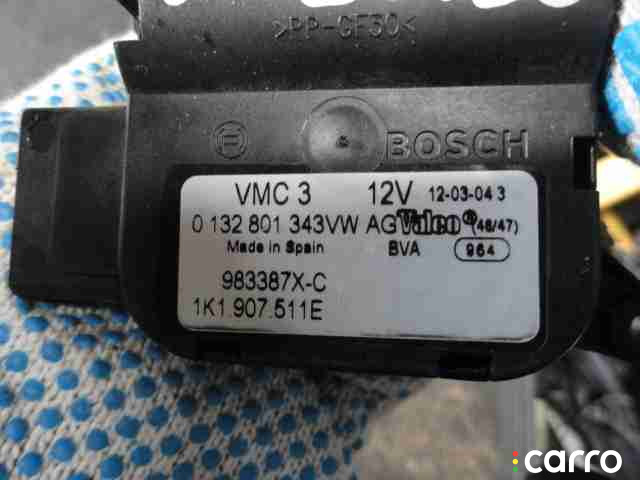 >PP-GF30<
BOSCH
VMC 3 12V 12-03-04 3
0 132 801 343VW AG Valeo® (46/47)
Made in Spain BVA 964
983387X-C
1K1.907.511E
:carro